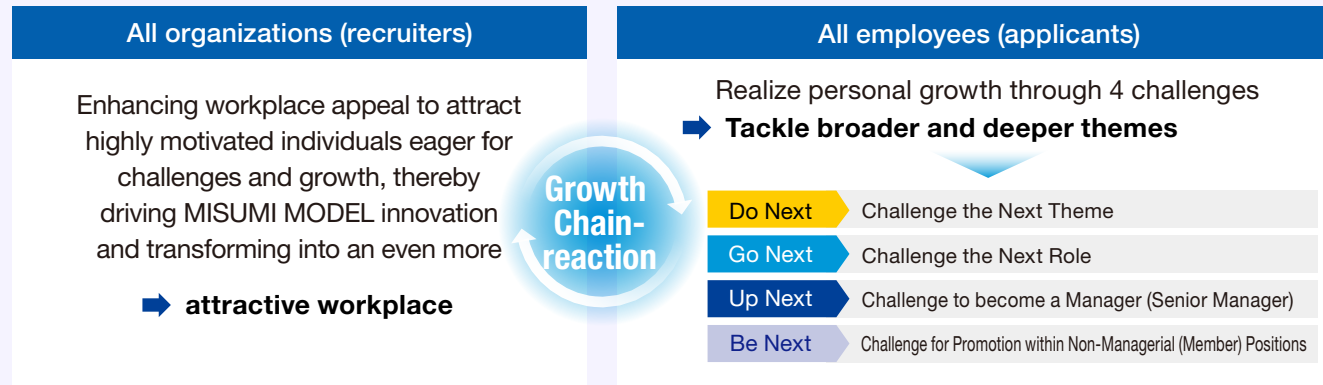 All organizations (recruiters)
Enhancing workplace appeal to attract
highly motivated individuals eager for
challenges and growth, thereby
driving MISUMI MODEL innovation
and transforming into an even more
attractive workplace
Growth
Chain-
reaction
All employees (applicants)
Realize personal growth through 4 challenges
Tackle broader and deeper themes
Do Next Challenge the Next Theme
Go Next Challenge the Next Role
Up Next Challenge to become a Manager (Senior Manager)
Be Next Challenge for Promotion within Non-Managerial (Member) Positions